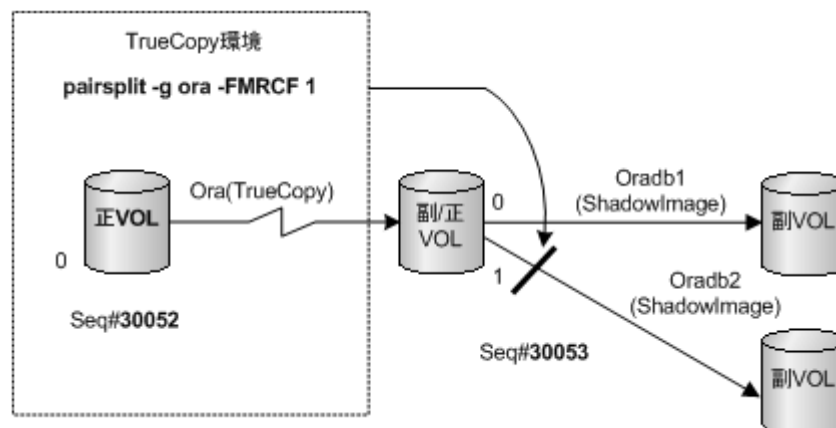 TrueCopy環境
pairsplit -g ora -FMRCF 1
Ora(TrueCopy)
正VOL
0
Seq#30052
副/正
VOL
0
1
Seq#30053
Oradb1
(ShadowImage)
副VOL
Oradb2
(ShadowImage)
副VOL